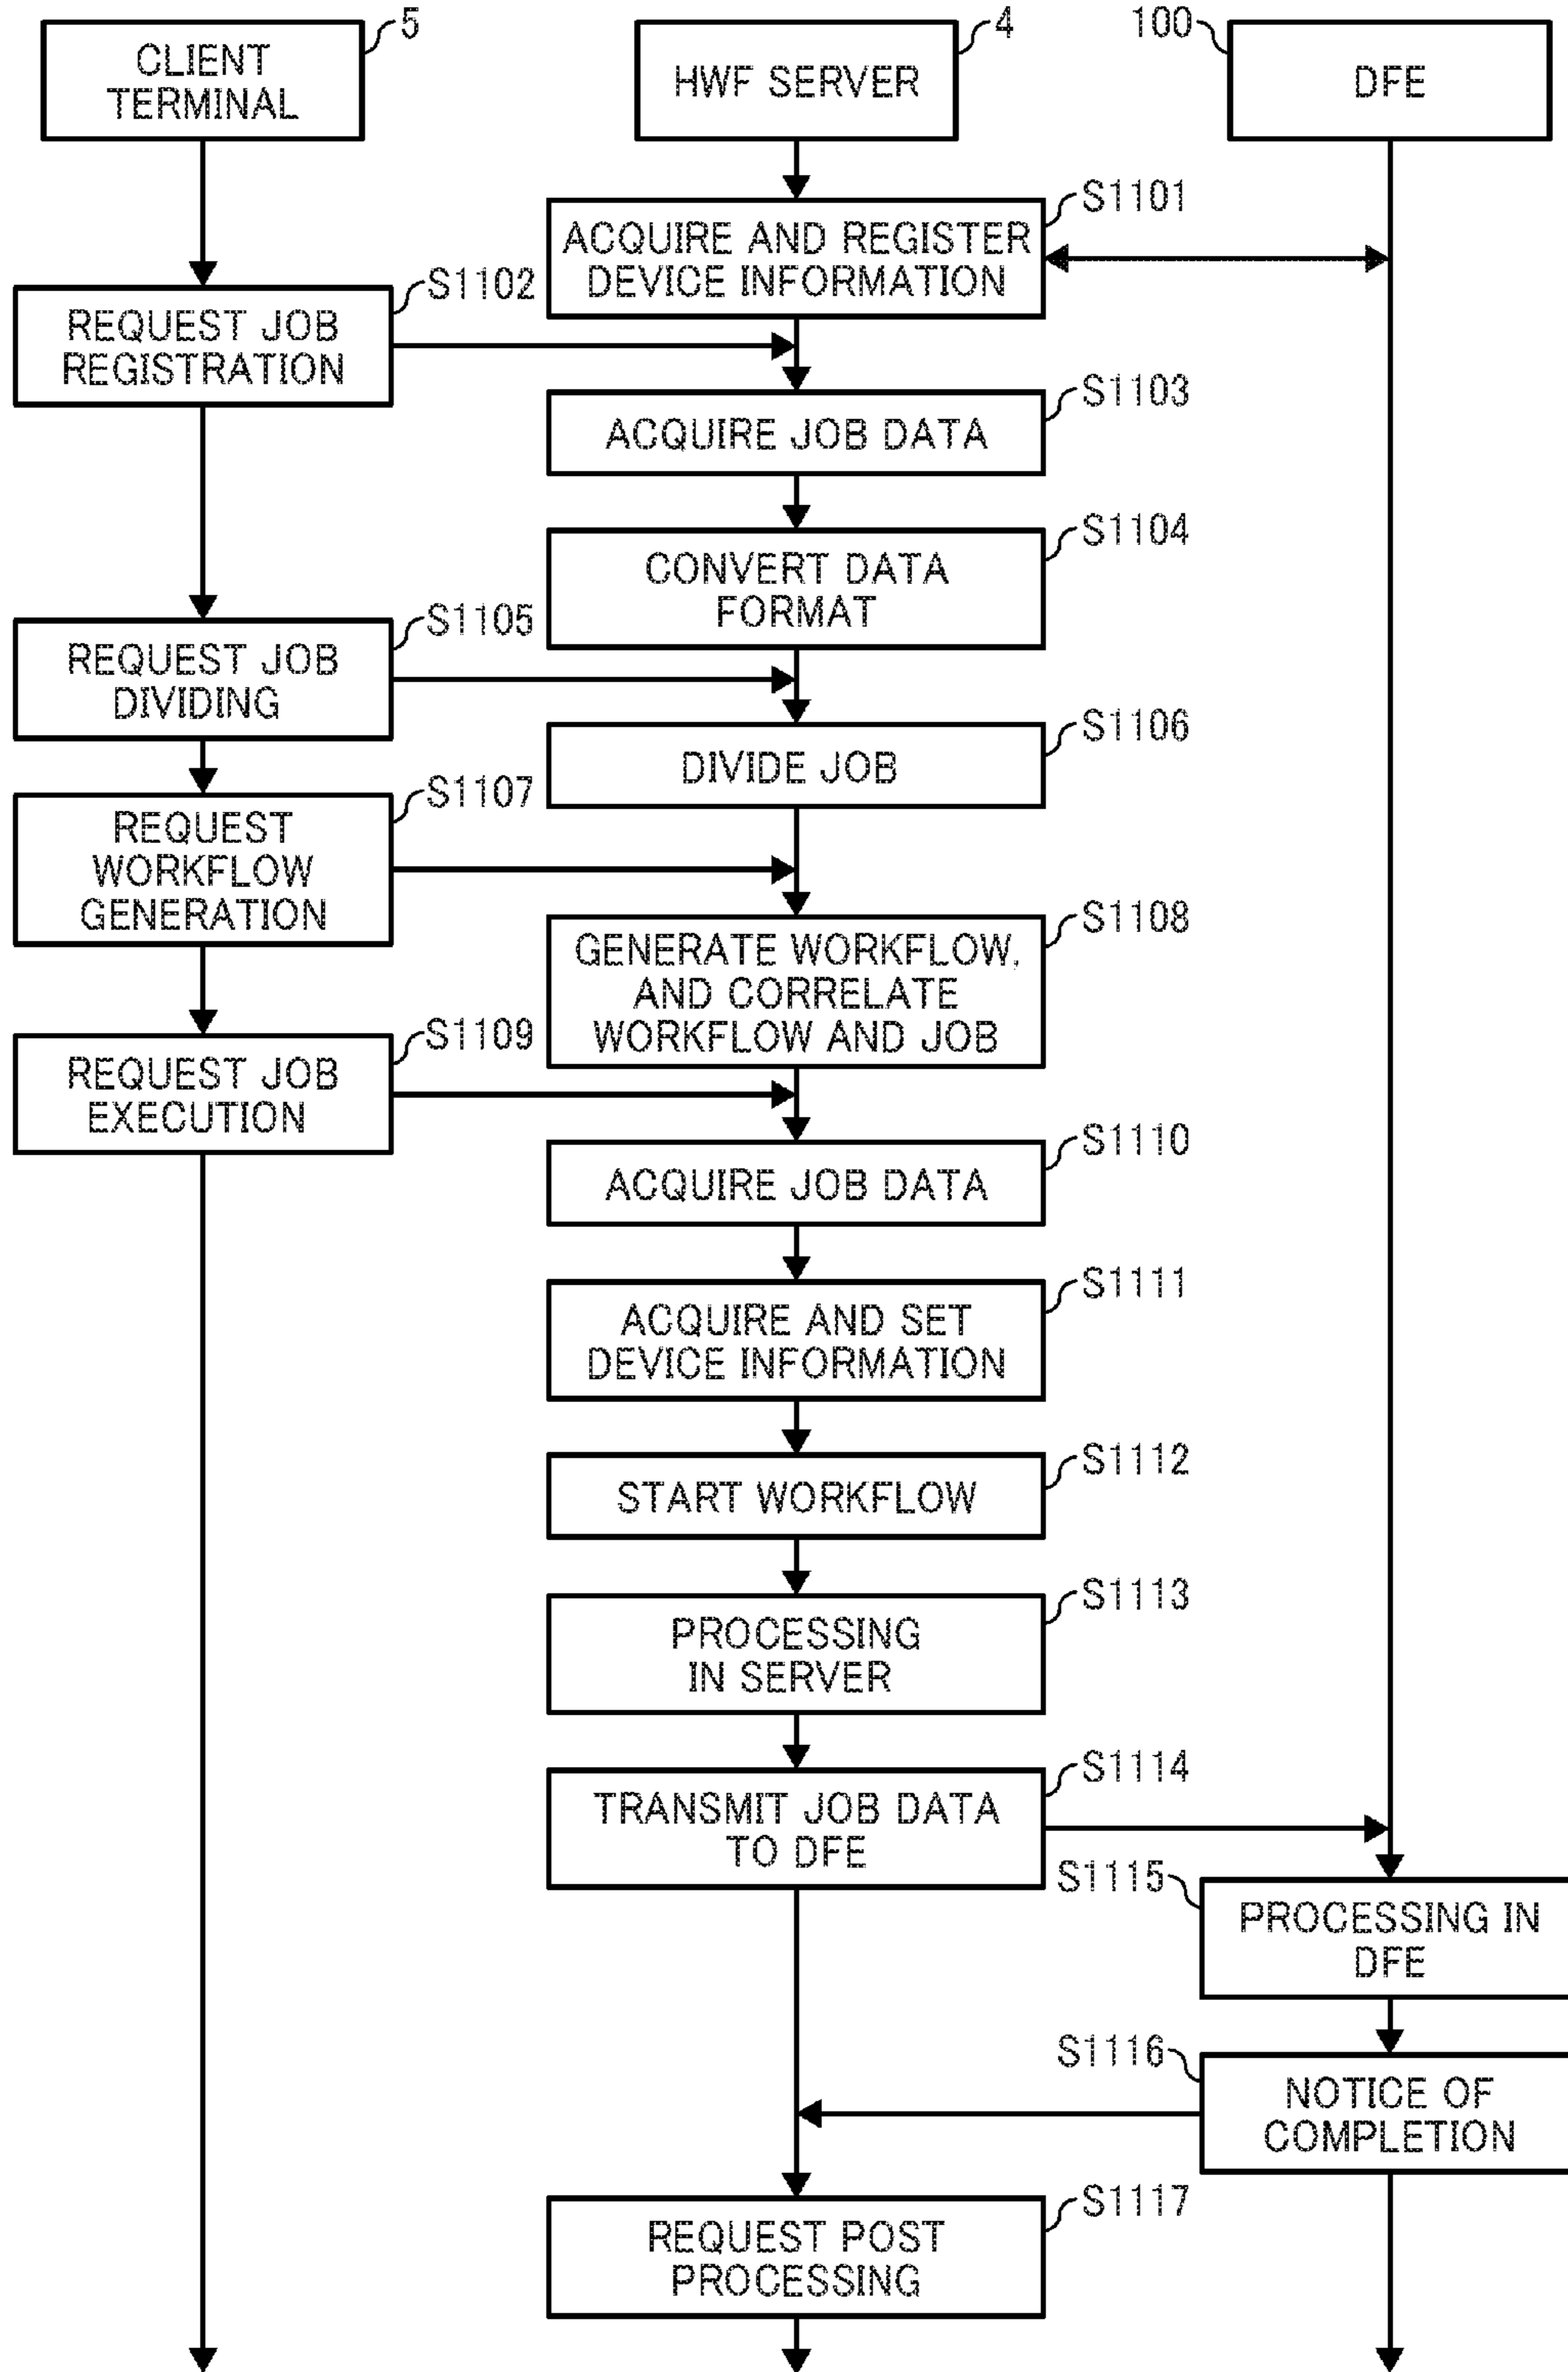 5
4
100
CLIENT
TERMINAL
HWF SERVER
DFE
S1101
ACQUIRE AND REGISTER
DEVICE INFORMATION
S1102
REQUEST JOB
REGISTRATION
S1103
ACQUIRE JOB DATA
S1104
CONVERT DATA
FORMAT
S1105
REQUEST JOB
DIVIDING
S1106
DIVIDE JOB
S1107
REQUEST
WORKFLOW
GENERATION
S1108
GENERATE WORKFLOW,
AND CORRELATE
WORKFLOW AND JOB
S1109
REQUEST JOB
EXECUTION
S1110
ACQUIRE JOB DATA
S1111
ACQUIRE AND SET
DEVICE INFORMATION
S1112
START WORKFLOW
S1113
PROCESSING
IN SERVER
S1114
TRANSMIT JOB DATA
TO DFE
S1115
PROCESSING IN
DFE
S1116
NOTICE OF
COMPLETION
S1117
REQUEST POST
PROCESSING